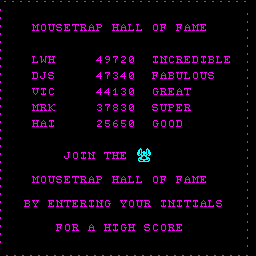 MOUSETRAP HALL OF FAME
LWH 49720 INCREDIBLE
DJS 47340 FABULOUS
VIC 44130 GREAT
MRK 37830 SUPER
HAI 25650 GOOD
JOIN THE
MOUSETRAP HALL OF FAME
BY ENTERING YOUR INITIALS
FOR A HIGH SCORE